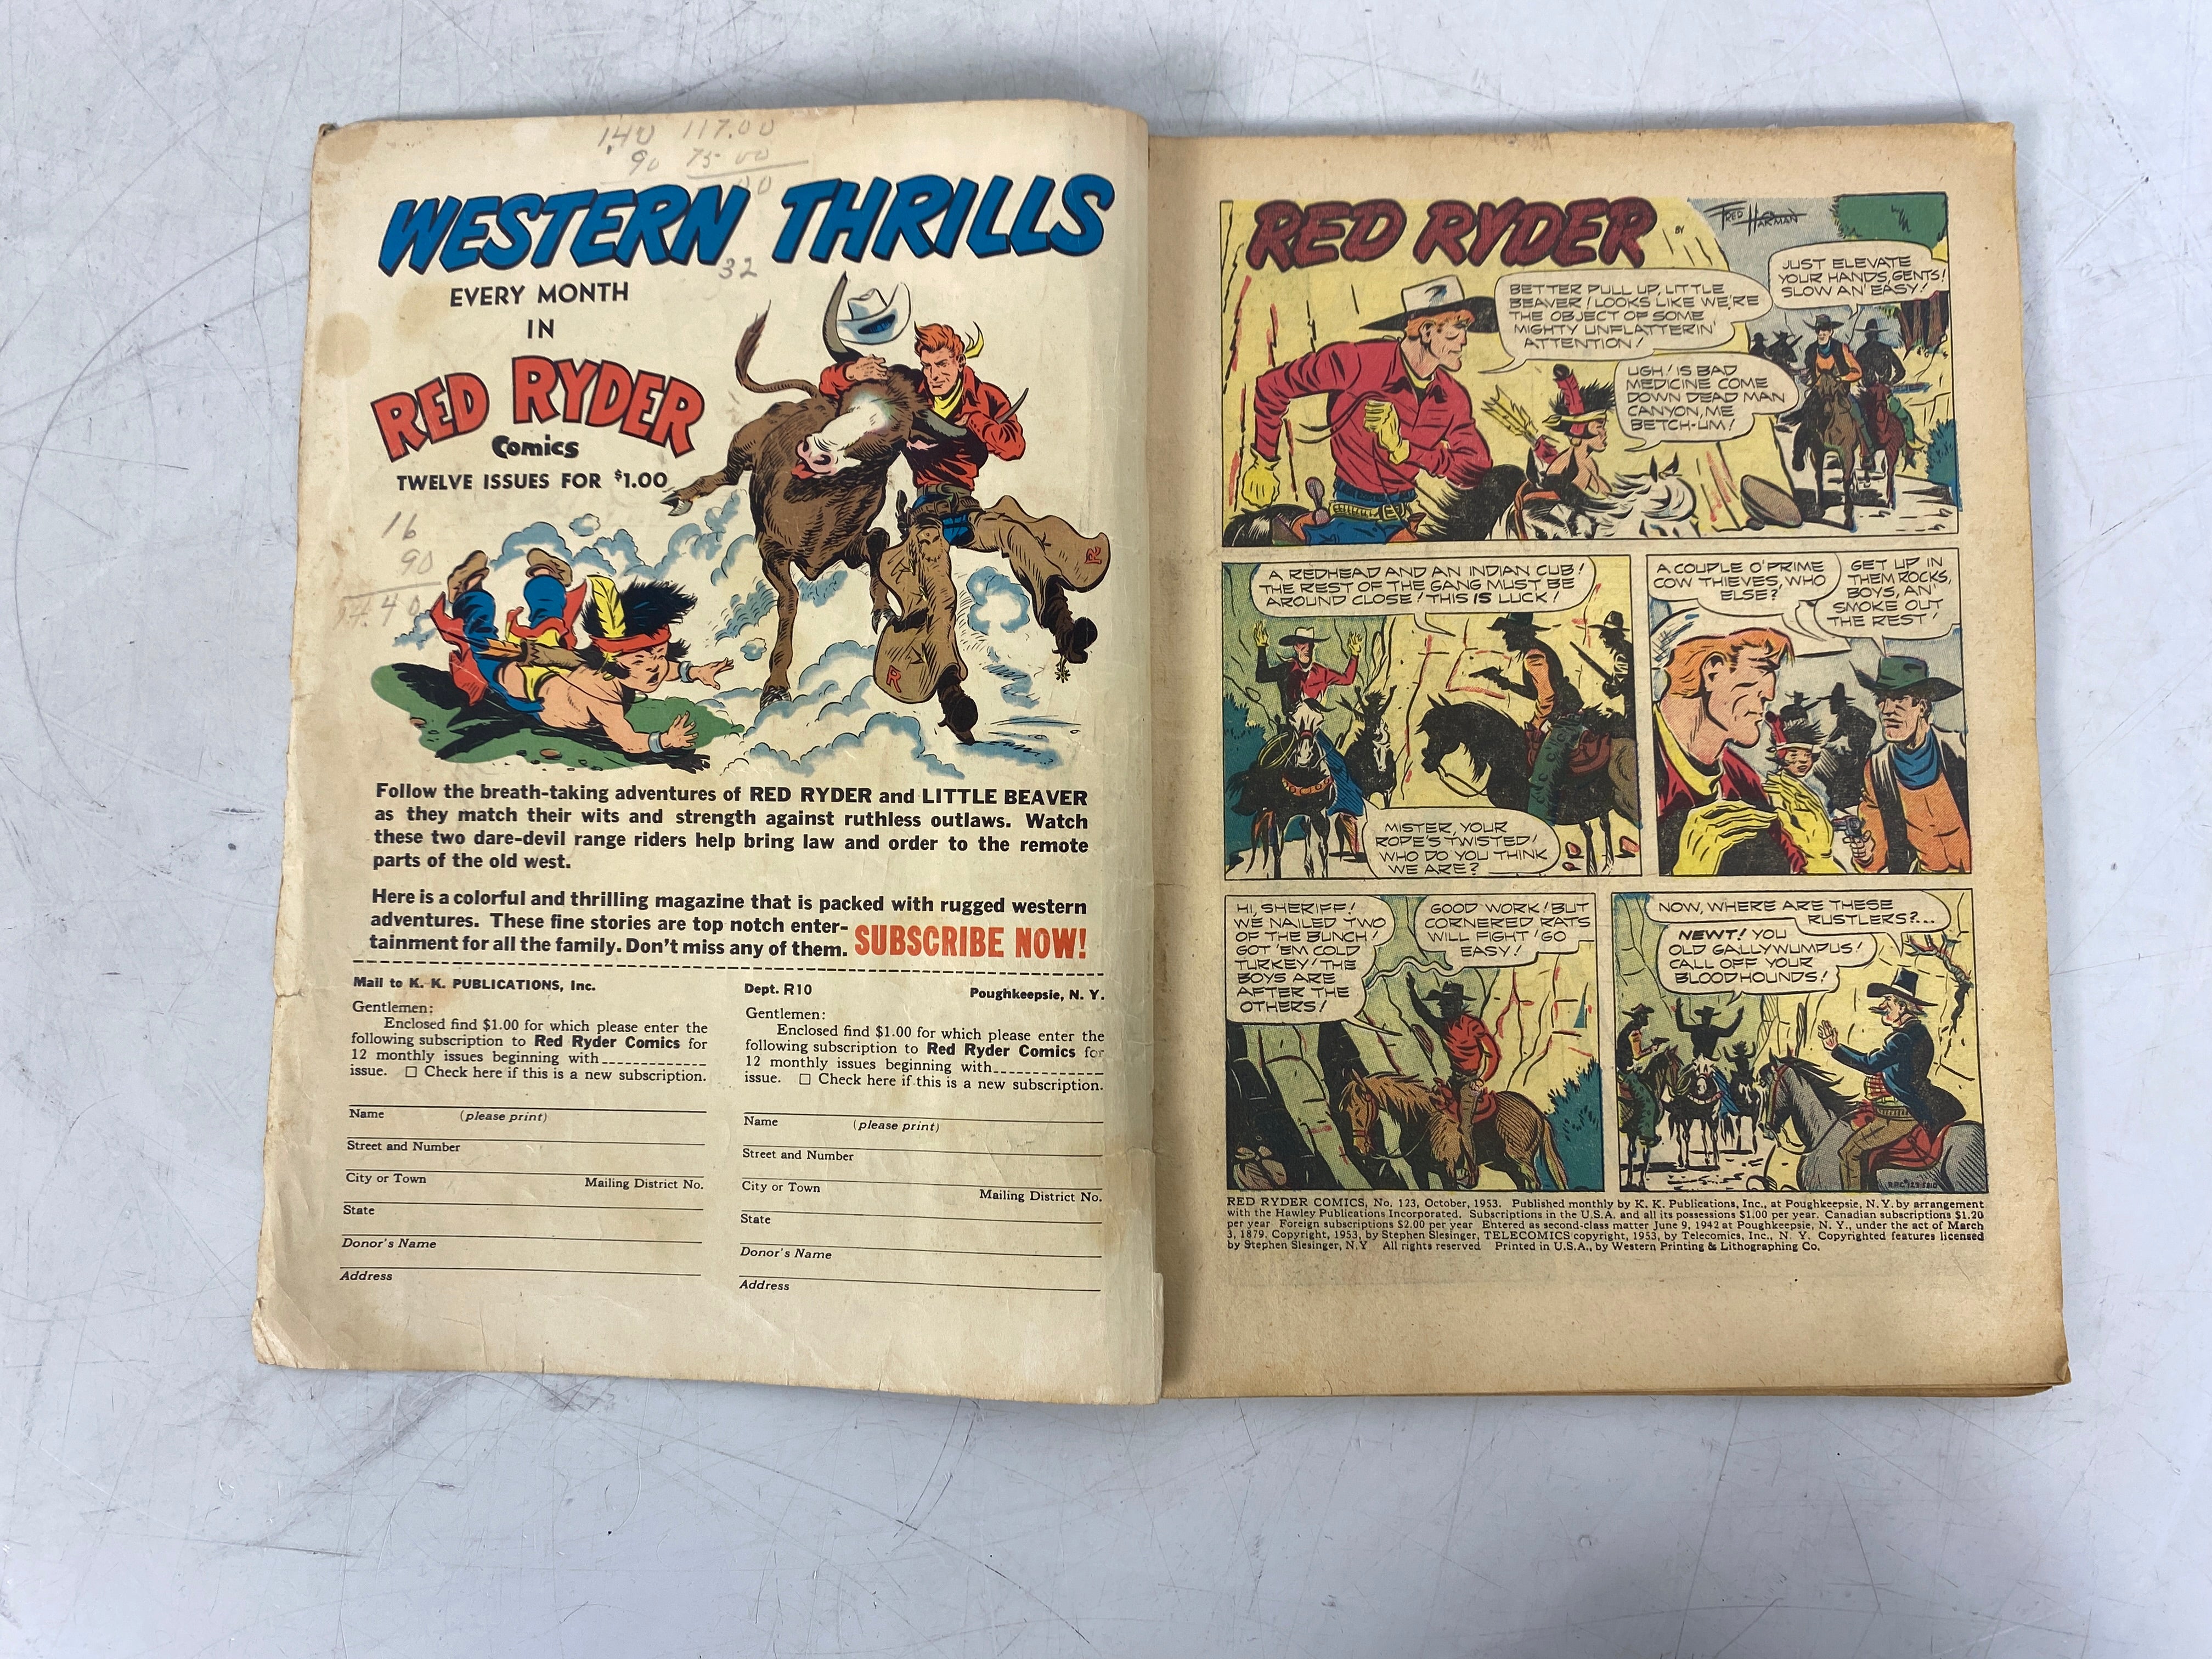 1.40 117.00
90 75 00
00
WESTERN THRILLS
32
EVERY MONTH
IN
RED RYDER
Comics
TWELVE ISSUES FOR $1.00
16
90
14.40
R
R
Follow the breath-taking adventures of RED RYDER and LITTLE BEAVER
as they match their wits and strength against ruthless outlaws. Watch
these two dare-devil range riders help bring law and order to the remote
parts of the old west.
Here is a colorful and thrilling magazine that is packed with rugged western
adventures. These fine stories are top notch enter-
tainment for all the family. Don't miss any of them. SUBSCRIBE NOW!
Mail to K. K. PUBLICATIONS, Inc.
Gentlemen:
Enclosed find $1.00 for which please enter the
following subscription to Red Ryder Comics for
12 monthly issues beginning with
issue. □ Check here if this is a new subscription.
Name (please print)
Street and Number
City or Town Mailing District No.
State
Donor's Name
Address
Dept. R10 Poughkeepsie, N. Y.
Gentlemen:
Enclosed find $1.00 for which please enter the
following subscription to Red Ryder Comics for
12 monthly issues beginning with
issue. □ Check here if this is a new subscription.
Name (please print)
Street and Number
City or Town Mailing District No.
State
Donor's Name
Address
RED RYDER
BY
FRED HARMAN
BETTER PULL UP, LITTLE
BEAVER! LOOKS LIKE WE'RE
THE OBJECT OF SOME
MIGHTY UNFLATTERIN'
ATTENTION!
JUST ELEVATE
YOUR HANDS, GENTS!
SLOW AN' EASY!
UGH! IS BAD
MEDICINE COME
DOWN DEAD MAN
CANYON, ME
BETCH-UM!
A REDHEAD AND AN INDIAN CUB!
THE REST OF THE GANG MUST BE
AROUND CLOSE! THIS IS LUCK!
MISTER, YOUR
ROPE'S TWISTED!
WHO DO YOU THINK
WE ARE?
A COUPLE O' PRIME
COW THIEVES, WHO
ELSE?
GET UP IN
THEM ROCKS,
BOYS, AN'
SMOKE OUT
THE REST!
HI, SHERIFF!
WE NAILED TWO
OF THE BUNCH!
GOT 'EM COLD
TURKEY! THE
BOYS ARE
AFTER THE
OTHERS!
GOOD WORK! BUT
CORNERED RATS
WILL FIGHT! GO
EASY!
NOW, WHERE ARE THESE
RUSTLERS?...
NEWT! YOU
OLD GALLYWUMPUS!
CALL OFF YOUR
BLOODHOUNDS!
RED RYDER COMICS, No. 123, October, 1953. Published monthly by K. K. Publications, Inc., at Poughkeepsie, N. Y. by arrangement
with the Hawley Publications Incorporated. Subscriptions in the U.S.A. and all its possessions $1.00 per year. Canadian subscriptions $1.20
per year Foreign subscriptions $2.00 per year Entered as second-class matter June 9, 1942 at Poughkeepsie, N. Y., under the act of March
3, 1879. Copyright, 1953, by Stephen Slesinger, TELECOMICS copyright, 1953, by Telecomics, Inc., N. Y. Copyrighted features licensed
by Stephen Slesinger, N.Y All rights reserved Printed in U.S.A., by Western Printing & Lithographing Co.